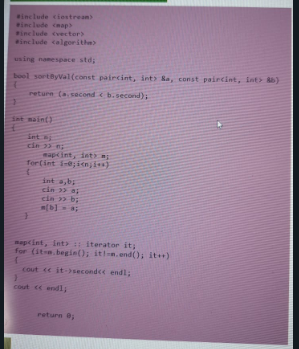 #include <iostream>
#include <map>
#include <vector>
#include <algorithm>
using namespace std;
bool sortByVal(const pair<int, int> &a, const pair<int, int> &b)
{
return (a.second < b.second);
}
int main()
{
int n;
cin >> n;
map<int, int> m;
for(int i=0;i<n;i++)
{
int a,b;
cin >> a;
cin >> b;
m[b] = a;
}
map<int, int> :: iterator it;
for (it=m.begin(); it!=m.end(); it++)
{
cout << it->second<< endl;
}
cout << endl;
return 0;